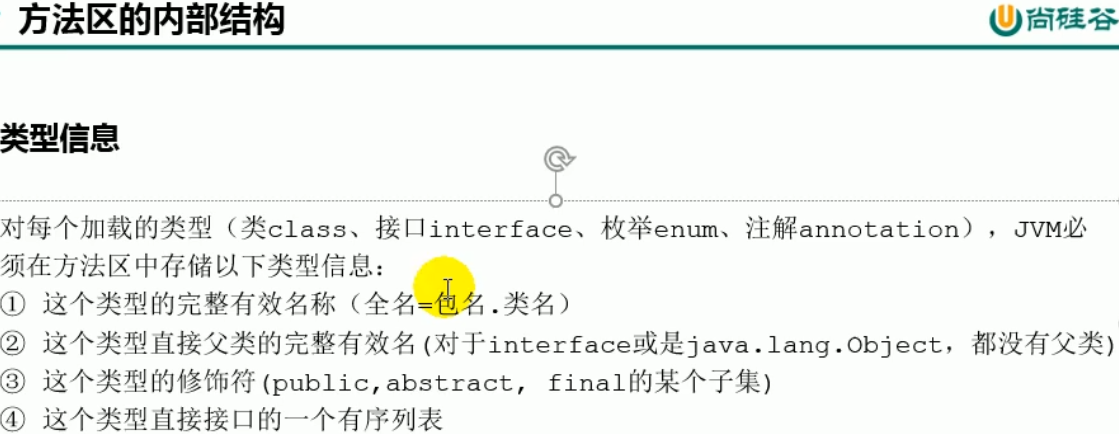 方法区的内部结构
尚硅谷
类型信息
对每个加载的类型（类class、接口interface、枚举enum、注解annotation），JVM必
须在方法区中存储以下类型信息：
① 这个类型的完整有效名称（全名=包名.类名）
② 这个类型直接父类的完整有效名(对于interface或是java.lang.Object，都没有父类)
③ 这个类型的修饰符(public,abstract, final的某个子集)
④ 这个类型直接接口的一个有序列表